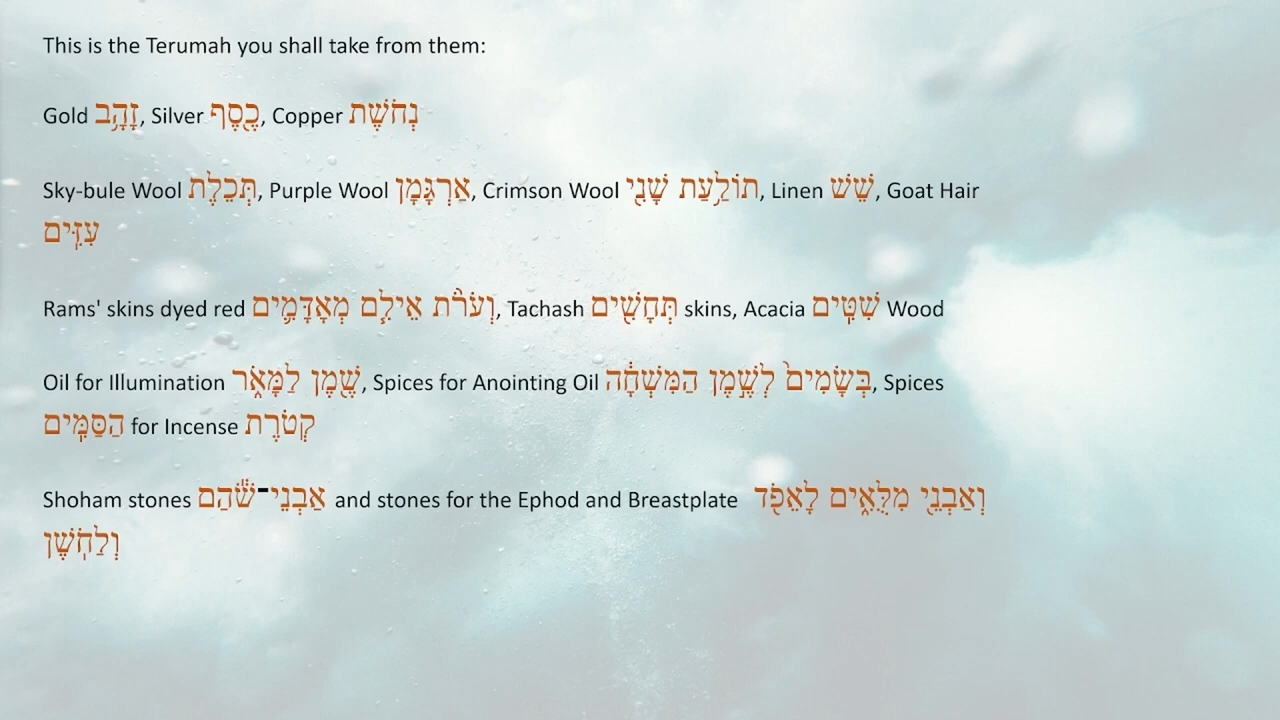 This is the Terumah you shall take from them:
Gold זָהָ֥ב, Silver כֶ֖סֶף, Copper נְחֹשֶׁת
Sky-bule Wool תְּכֵלֶת, Purple Wool אַרְגָּמָן, Crimson Wool תוֹלַ֥עַת שָׁנִ֖י, Linen שֵׁשׁ, Goat Hair
עִזִּֽים
Rams' skins dyed red וְעֹרֹ֨ת אֵילִ֧ם מְאָדָּמִ֛ים, Tachash תְּחָשִׁ֖ים skins, Acacia שִׁטִּֽים Wood
Oil for Illumination שֶׁ֖מֶן לַמָּאֹ֑ר, Spices for Anointing Oil בְּשָׂמִים֙ לְשֶׁ֣מֶן הַמִּשְׁחָ֔ה, Spices
הַסַּמִּֽים for Incense קְטֹרֶת
Shoham stones אַבְנֵי־שֹׁ֕הַם and stones for the Ephod and Breastplate וְאַבְנֵ֖י מִלֻּאִ֑ים לָאֵפֹ֖ד
וְלַחֹֽשֶׁן